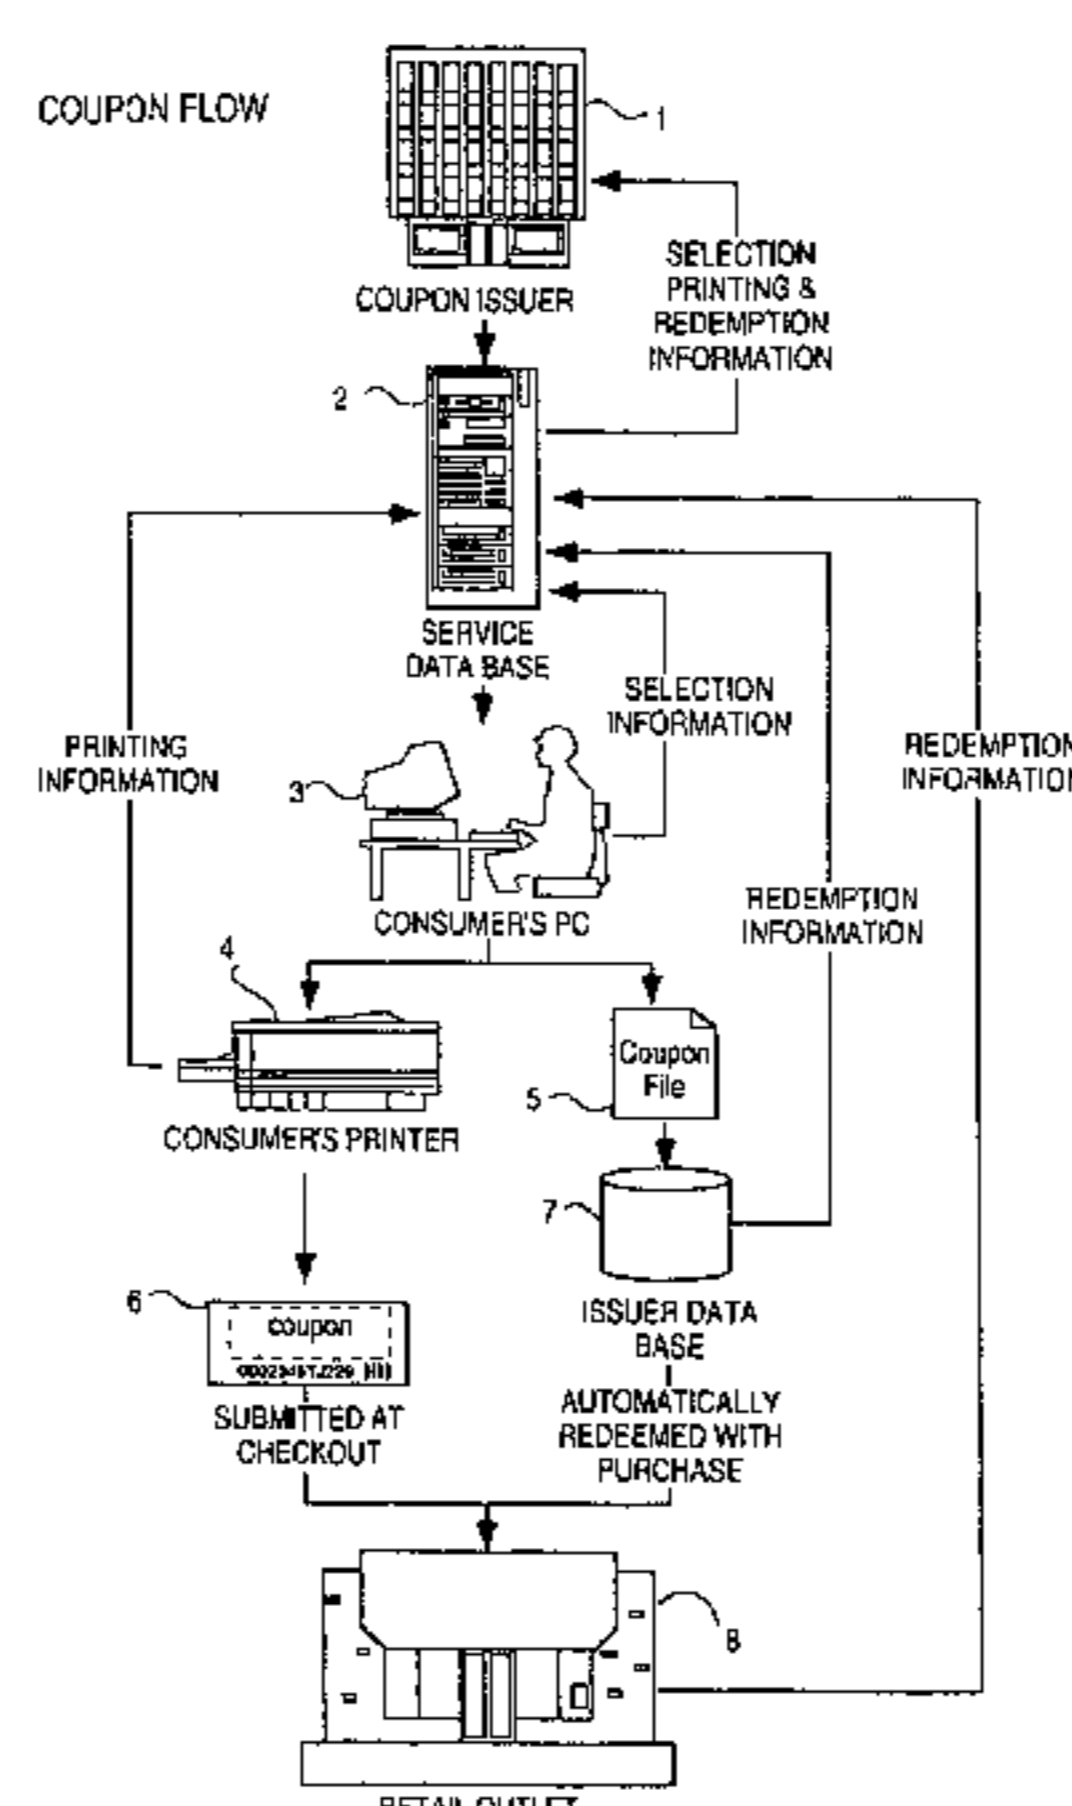 COUPON FLOW
1
COUPON ISSUER
SELECTION
PRINTING &
REDEMPTION
INFORMATION
2
SERVICE
DATA BASE
SELECTION
INFORMATION
PRINTING
INFORMATION
REDEMPTION
INFORMATION
3
CONSUMER'S PC
REDEMPTION
INFORMATION
4
Coupon
File
5
CONSUMER'S PRINTER
7
6
coupon
ISSUER DATA
BASE
SUBMITTED AT
CHECKOUT
AUTOMATICALLY
REDEEMED WITH
PURCHASE
8
RETAIL OUTLET